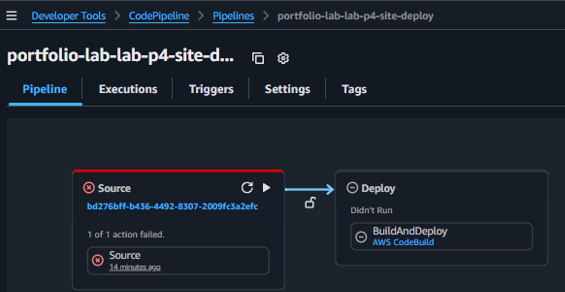 Developer Tools > CodePipeline > Pipelines > portfolio-lab-lab-p4-site-deploy
portfolio-lab-lab-p4-site-d...
Pipeline
Executions
Triggers
Settings
Tags
Source
bd276bff-b436-4492-8307-2009fc3a2efc
1 of 1 action failed.
Source
14 minutes ago
Deploy
Didn't Run
BuildAndDeploy
AWS CodeBuild